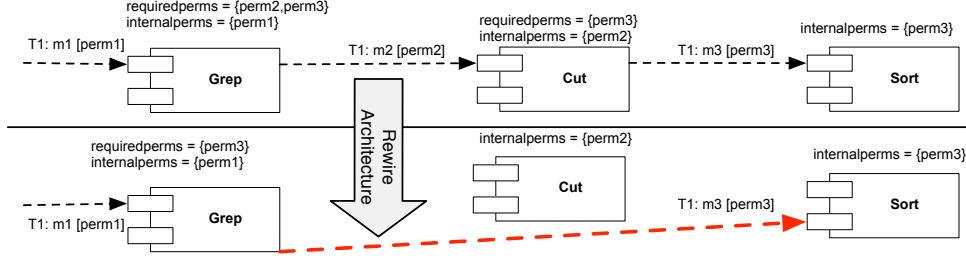 requiredperms = {perm2,perm3}
internalperms = {perm1}
requiredperms = {perm3}
internalperms = {perm2}
internalperms = {perm3}
T1: m1 [perm1]
T1: m2 [perm2]
T1: m3 [perm3]
Grep
Cut
Sort
Rewire
Architecture
requiredperms = {perm3}
internalperms = {perm1}
internalperms = {perm2}
internalperms = {perm3}
T1: m1 [perm1]
Grep
Cut
T1: m3 [perm3]
Sort